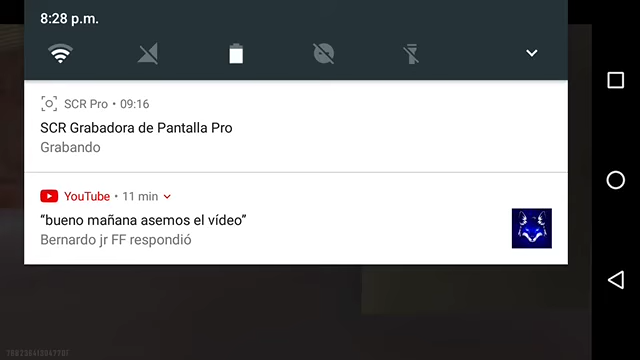 8:28 p.m.
SCR Pro • 09:16
SCR Grabadora de Pantalla Pro
Grabando
YouTube • 11 min
“bueno mañana asemos el vídeo”
Bernardo jr FF respondió